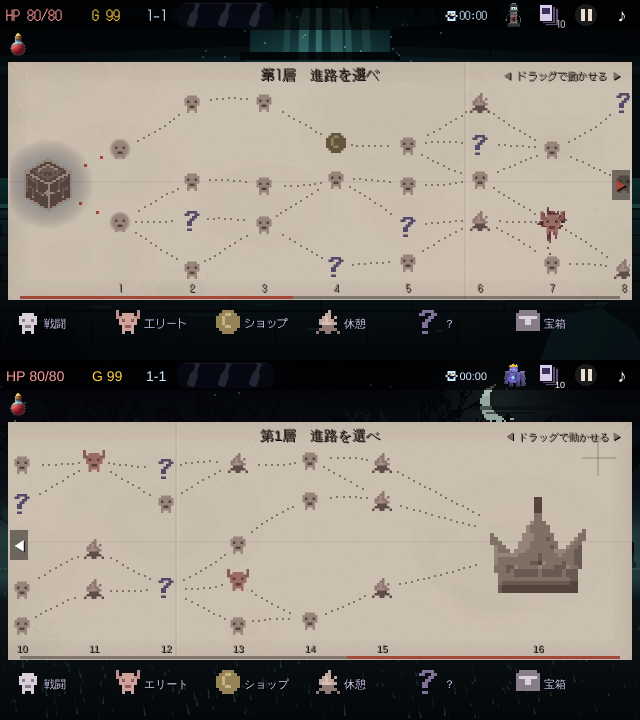 HP 80/80 G 99 1-1 00:00 10
第1層 進路を選べ ドラッグで動かせる
? ? ? ? ?
1 2 3 4 5 6 7 8
戦闘 エリート ショップ 休憩 ? ? 宝箱
HP 80/80 G 99 1-1 00:00 10
第1層 進路を選べ ドラッグで動かせる
? ? ?
10 11 12 13 14 15 16
戦闘 エリート ショップ 休憩 ? ? 宝箱